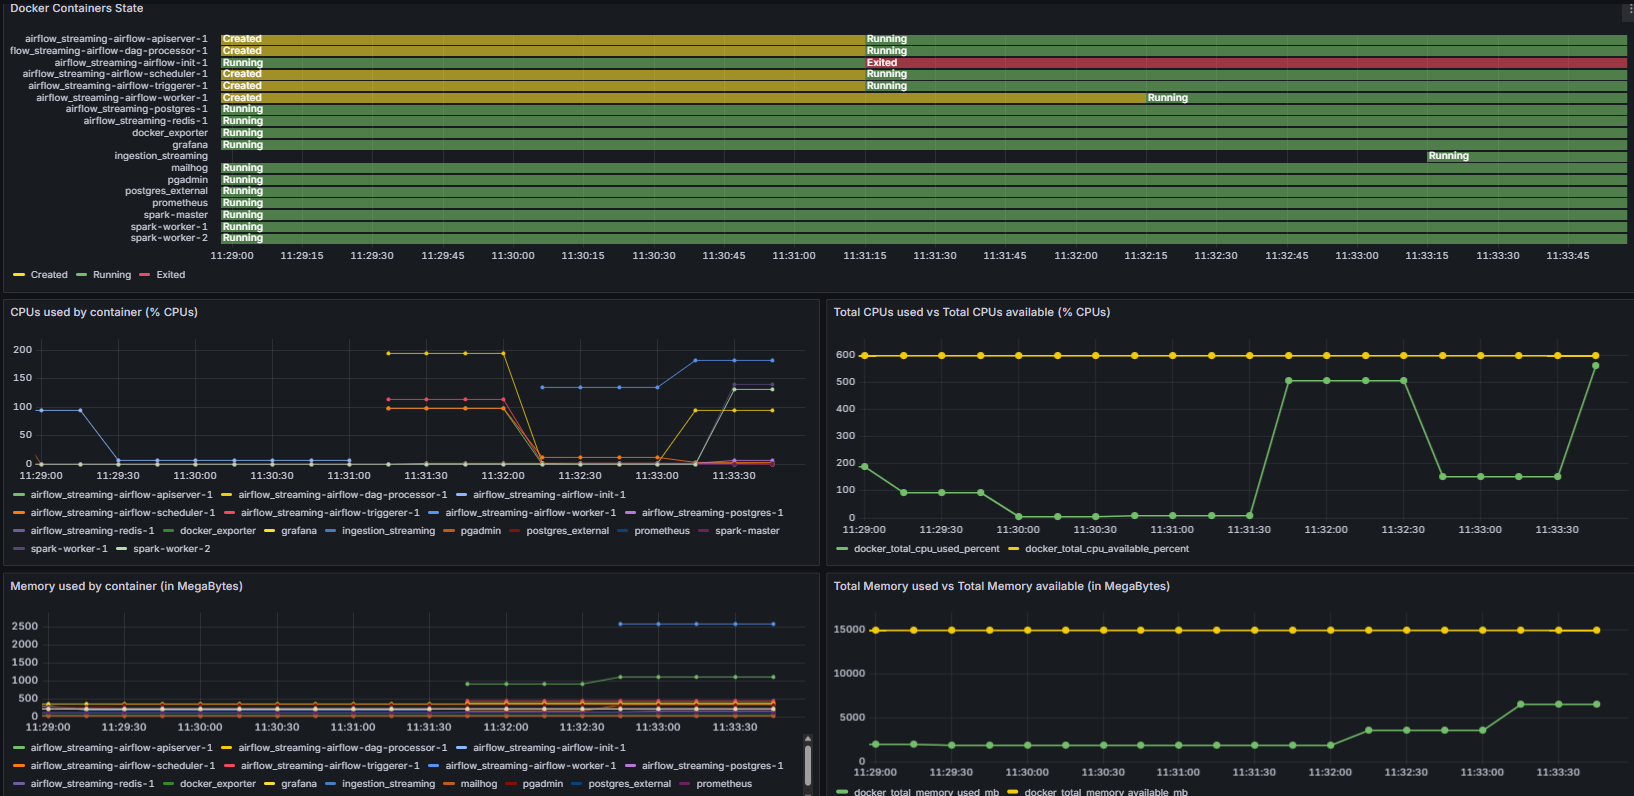 Docker Containers State
airflow_streaming-airflow-apiserver-1 Created Running
flow_streaming-airflow-dag-processor-1 Created Running
airflow_streaming-airflow-init-1 Running Exited
airflow_streaming-airflow-scheduler-1 Created Running
airflow_streaming-airflow-triggerer-1 Created Running
airflow_streaming-airflow-worker-1 Created Running
airflow_streaming-postgres-1 Running
airflow_streaming-redis-1 Running
docker_exporter Running
grafana Running
ingestion_streaming Running
mailhog Running
pgadmin Running
postgres_external Running
prometheus Running
spark-master Running
spark-worker-1 Running
spark-worker-2 Running
11:29:00 11:29:15 11:29:30 11:29:45 11:30:00 11:30:15 11:30:30 11:30:45 11:31:00 11:31:15 11:31:30 11:31:45 11:32:00 11:32:15 11:32:30 11:32:45 11:33:00 11:33:15 11:33:30 11:33:45
Created Running Exited
CPUs used by container (% CPUs)
200
150
100
50
0
11:29:00 11:29:30 11:30:00 11:30:30 11:31:00 11:31:30 11:32:00 11:32:30 11:33:00 11:33:30
airflow_streaming-airflow-apiserver-1 airflow_streaming-airflow-dag-processor-1 airflow_streaming-airflow-init-1
airflow_streaming-airflow-scheduler-1 airflow_streaming-airflow-triggerer-1 airflow_streaming-airflow-worker-1 airflow_streaming-postgres-1
airflow_streaming-redis-1 docker_exporter grafana ingestion_streaming pgadmin postgres_external prometheus spark-master
spark-worker-1 spark-worker-2
Total CPUs used vs Total CPUs available (% CPUs)
600
500
400
300
200
100
0
11:29:00 11:29:30 11:30:00 11:30:30 11:31:00 11:31:30 11:32:00 11:32:30 11:33:00 11:33:30
docker_total_cpu_used_percent docker_total_cpu_available_percent
Memory used by container (in MegaBytes)
2500
2000
1500
1000
500
0
11:29:00 11:29:30 11:30:00 11:30:30 11:31:00 11:31:30 11:32:00 11:32:30 11:33:00 11:33:30
airflow_streaming-airflow-apiserver-1 airflow_streaming-airflow-dag-processor-1 airflow_streaming-airflow-init-1
airflow_streaming-airflow-scheduler-1 airflow_streaming-airflow-triggerer-1 airflow_streaming-airflow-worker-1 airflow_streaming-postgres-1
airflow_streaming-redis-1 docker_exporter grafana ingestion_streaming mailhog pgadmin postgres_external prometheus
Total Memory used vs Total Memory available (in MegaBytes)
15000
10000
5000
0
11:29:00 11:29:30 11:30:00 11:30:30 11:31:00 11:31:30 11:32:00 11:32:30 11:33:00 11:33:30
docker_total_memory_used_mb docker_total_memory_available_mb